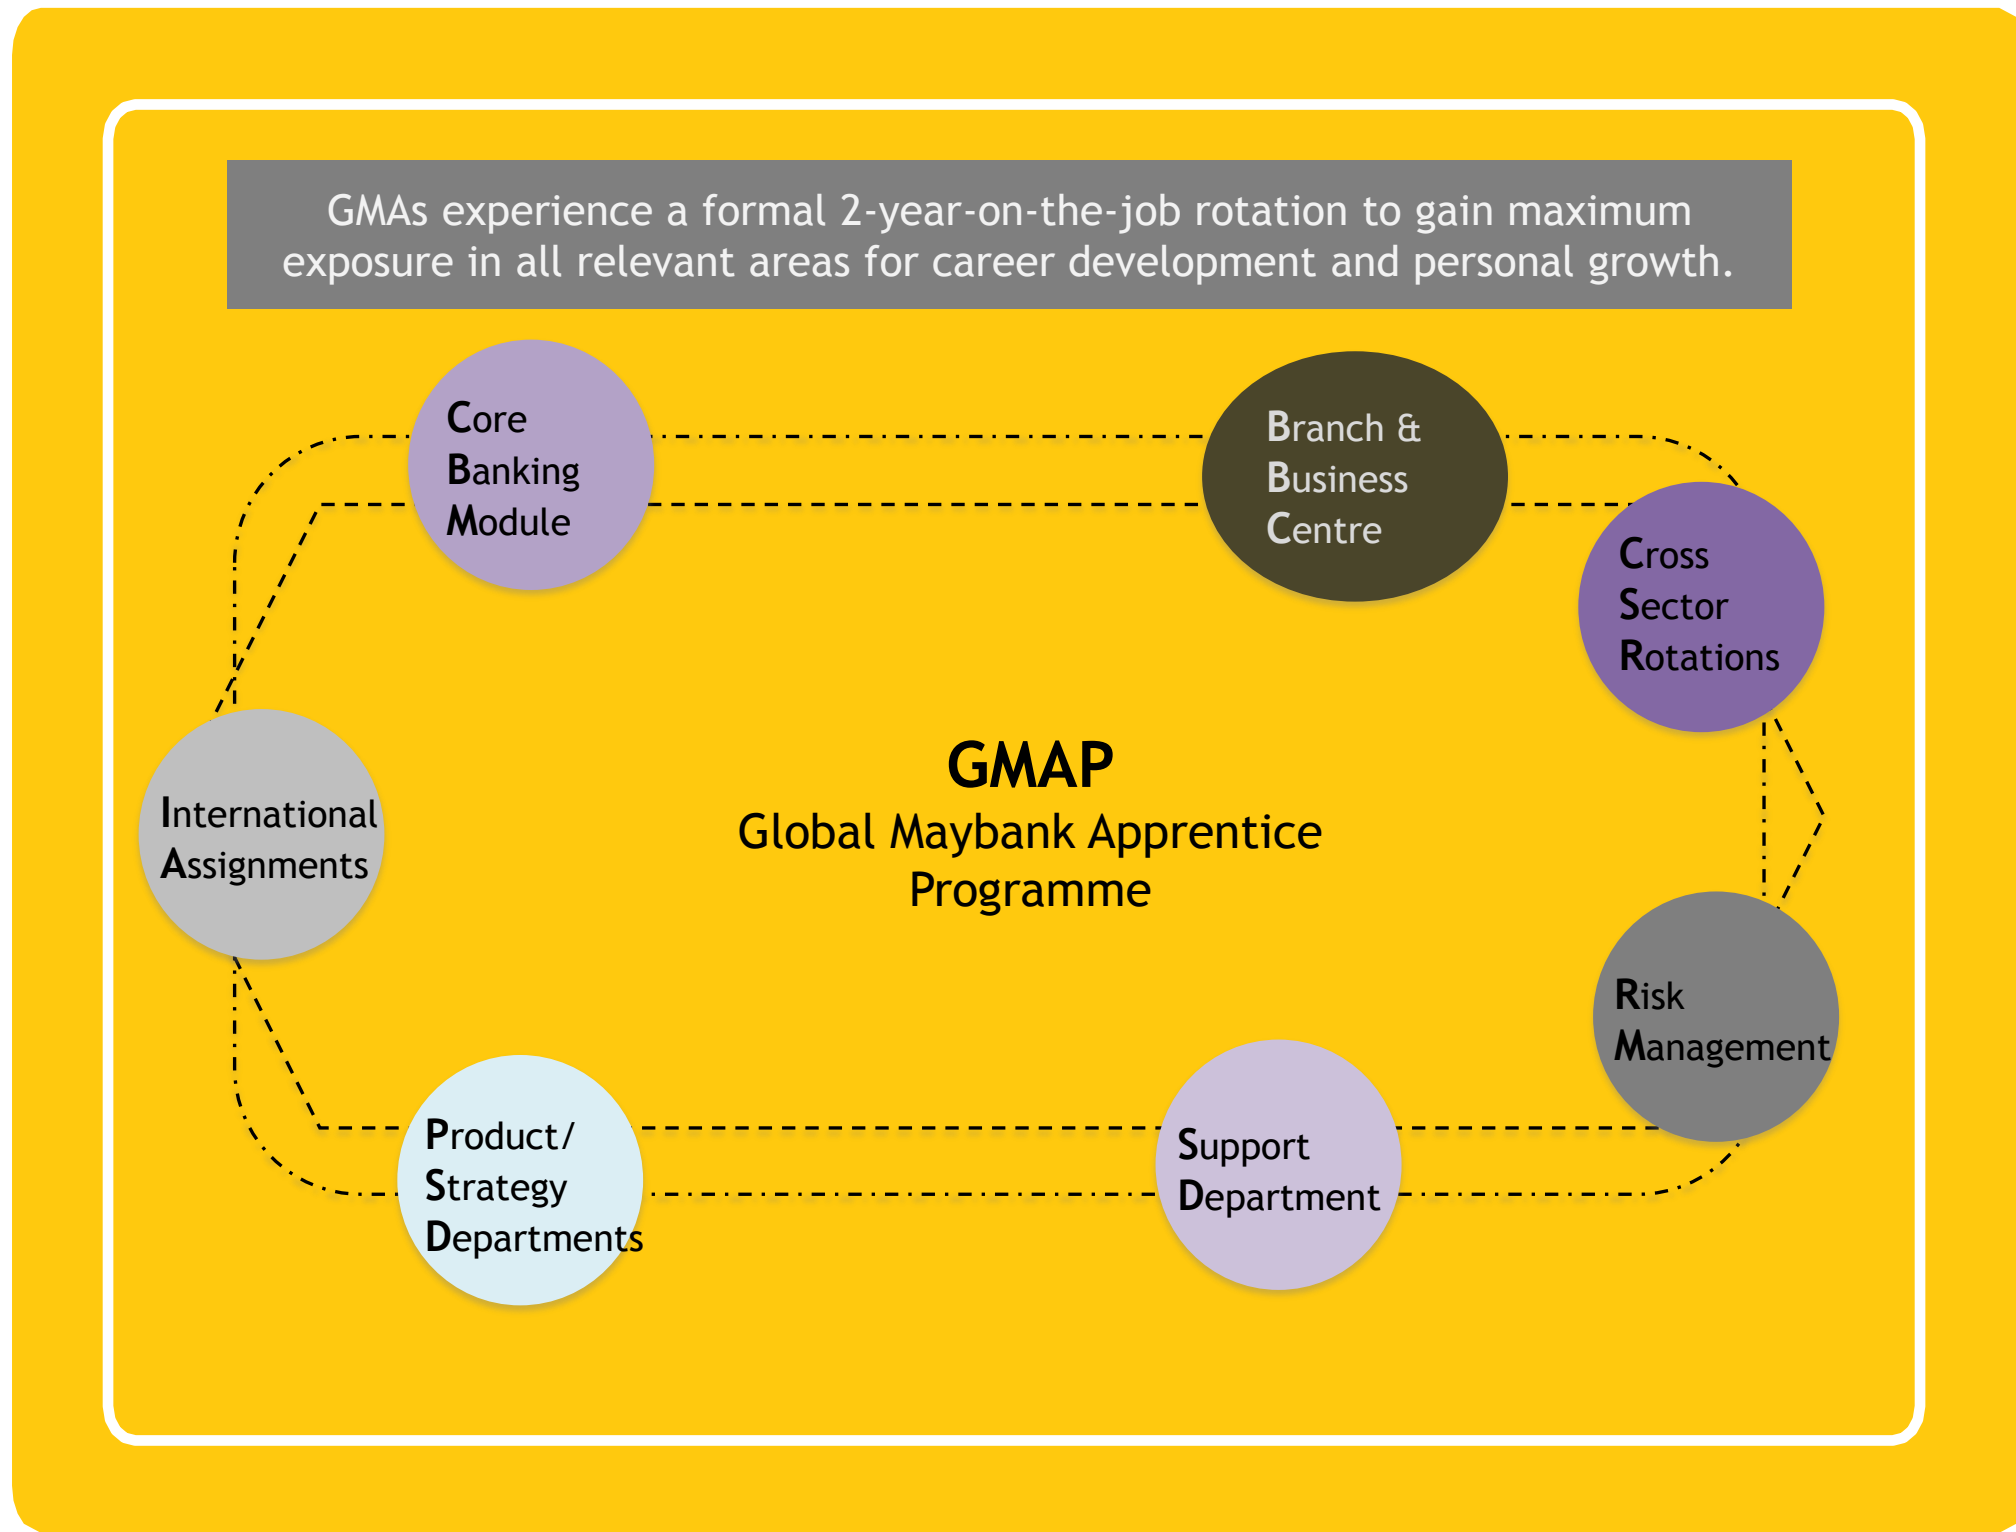 GMAs experience a formal 2-year-on-the-job rotation to gain maximum
exposure in all relevant areas for career development and personal growth.
Core
Banking
Module
Branch &
Business
Centre
Cross
Sector
Rotations
International
Assignments
GMAP
Global Maybank Apprentice
Programme
Risk
Management
Product/
Strategy
Departments
Support
Department